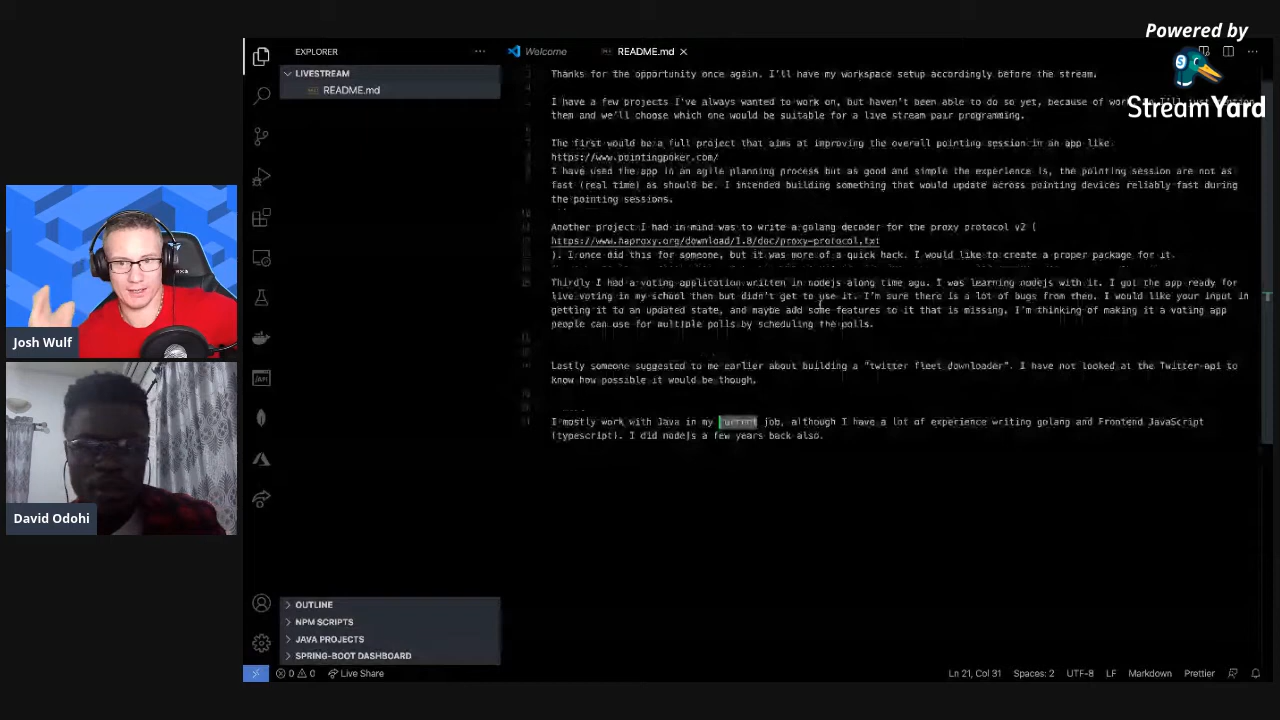 Powered by
StreamYard
EXPLORER
Welcome
README.md
LIVESTREAM
README.md
Thanks for the opportunity once again. I'll have my workspace setup accordingly before the stream.
I have a few projects I've always wanted to work on, but haven't been able to do so yet, because of
them and we'll choose which one would be suitable for a live stream pair programming.
The first would be a full project that aims at improving the overall pointing session in an app like
https://www.pointingpoker.com/
I have used the app in an agile planning process but as good and simple the experience is, the pointing session are not as
fast (real time) as should be. I intended building something that would update across pointing devices reliably fast during
the pointing sessions.
Another project I had in mind was to write a golang decoder for the proxy protocol v2 (
https://www.haproxy.org/download/1.8/doc/proxy-protocol.txt
). I once did this for someone, but it was more of a quick hack. I would like to create a proper package for it.
Thirdly I had a voting application written in nodejs along time ago. I was learning nodejs with it. I got the app ready for
live voting in my school then but didn't get to use it. I'm sure there is a lot of bugs from then. I would like your input in
getting it to an updated state, and maybe add some features to it that is missing. I'm thinking of making it a voting app
people can use for multiple polls by scheduling the polls.
Lastly someone suggested to me earlier about building a "twitter fleet downloader". I have not looked at the Twitter-api to
know how possible it would be though.
I mostly work with Java in my current job, although I have a lot of experience writing golang and Frontend JavaScript
(typescript). I did nodejs a few years back also.
Josh Wulf
David Odohi
OUTLINE
NPM SCRIPTS
JAVA PROJECTS
SPRING-BOOT DASHBOARD
0 0 Live Share
Ln 21, Col 31 Spaces: 2 UTF-8 LF Markdown Prettier